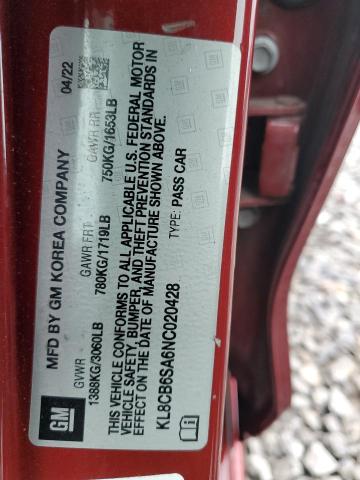 MFD BY GM KOREA COMPANY 04/22
GVWR GAWR FRT GAWR RR
1388KG/3060LB 780KG/1719LB 750KG/1653LB
THIS VEHICLE CONFORMS TO ALL APPLICABLE U.S. FEDERAL MOTOR
VEHICLE SAFETY, BUMPER, AND THEFT PREVENTION STANDARDS IN
EFFECT ON THE DATE OF MANUFACTURE SHOWN ABOVE.
KL8CB6SA6NC020428 TYPE: PASS CAR
GM